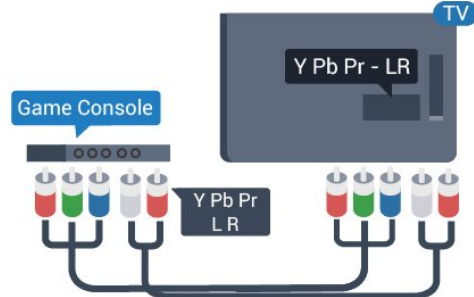 TV
Y Pb Pr - LR
Game Console
Y Pb Pr
L R